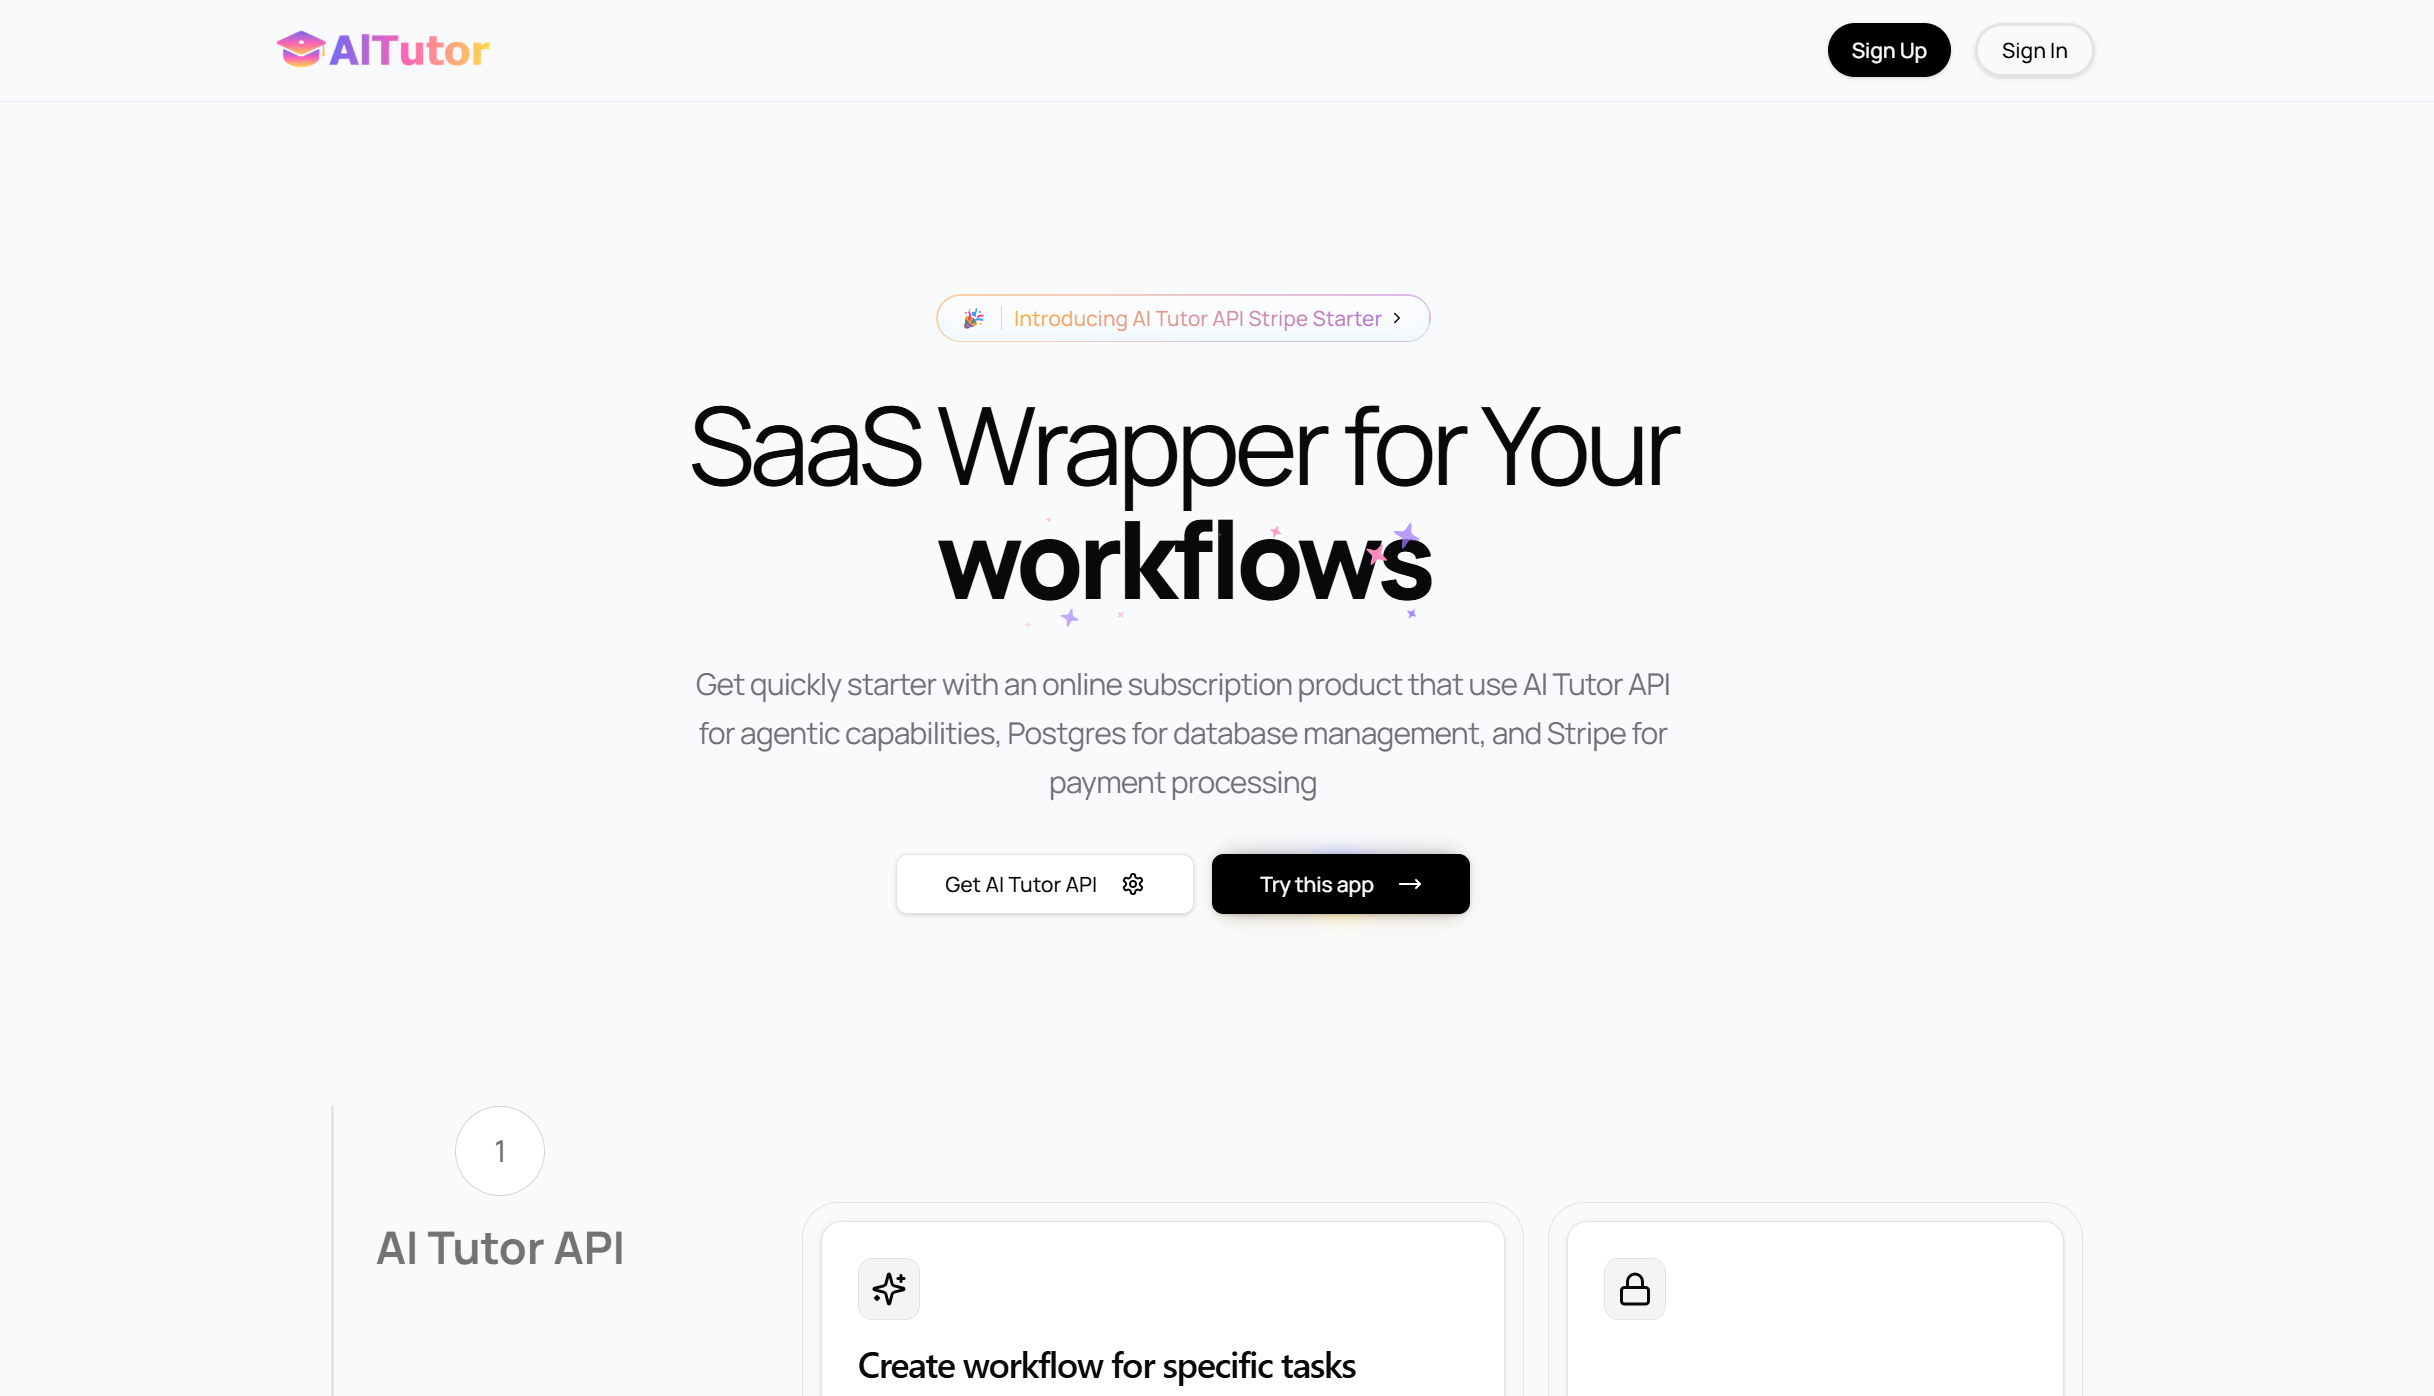 AITutor
Sign Up
Sign In
🎉 Introducing AI Tutor API Stripe Starter
SaaS Wrapper for Your
workflows
Get quickly starter with an online subscription product that use AI Tutor API
for agentic capabilities, Postgres for database management, and Stripe for
payment processing
Get AI Tutor API
Try this app
1
AI Tutor API
Create workflow for specific tasks